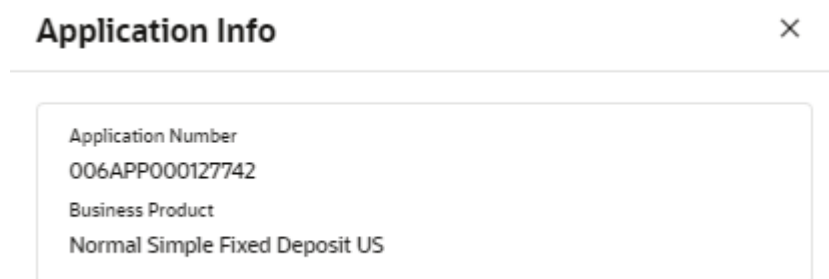 Application Info
Application Number
006APP000127742
Business Product
Normal Simple Fixed Deposit US